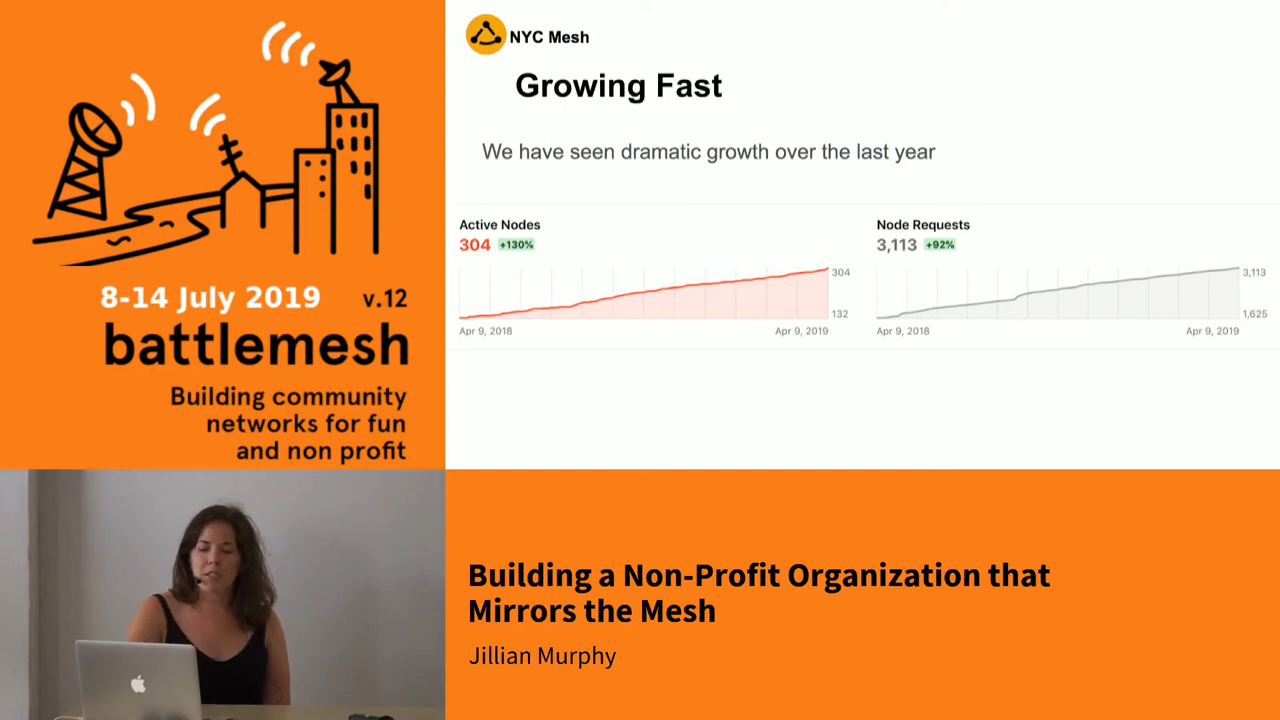 8-14 July 2019 v.12
battlemesh
Building community
networks for fun
and non profit
NYC Mesh
Growing Fast
We have seen dramatic growth over the last year
Active Nodes
304 +130%
304
132
Apr 9, 2018 Apr 9, 2019
Node Requests
3,113 +92%
3,113
1,625
Apr 9, 2018 Apr 9, 2019
Building a Non-Profit Organization that
Mirrors the Mesh
Jillian Murphy